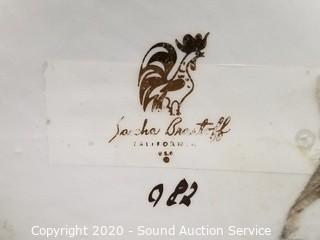 Sascha Brastoff
CALIFORNIA
U.S.A.
982
Copyright 2020 - Sound Auction Service